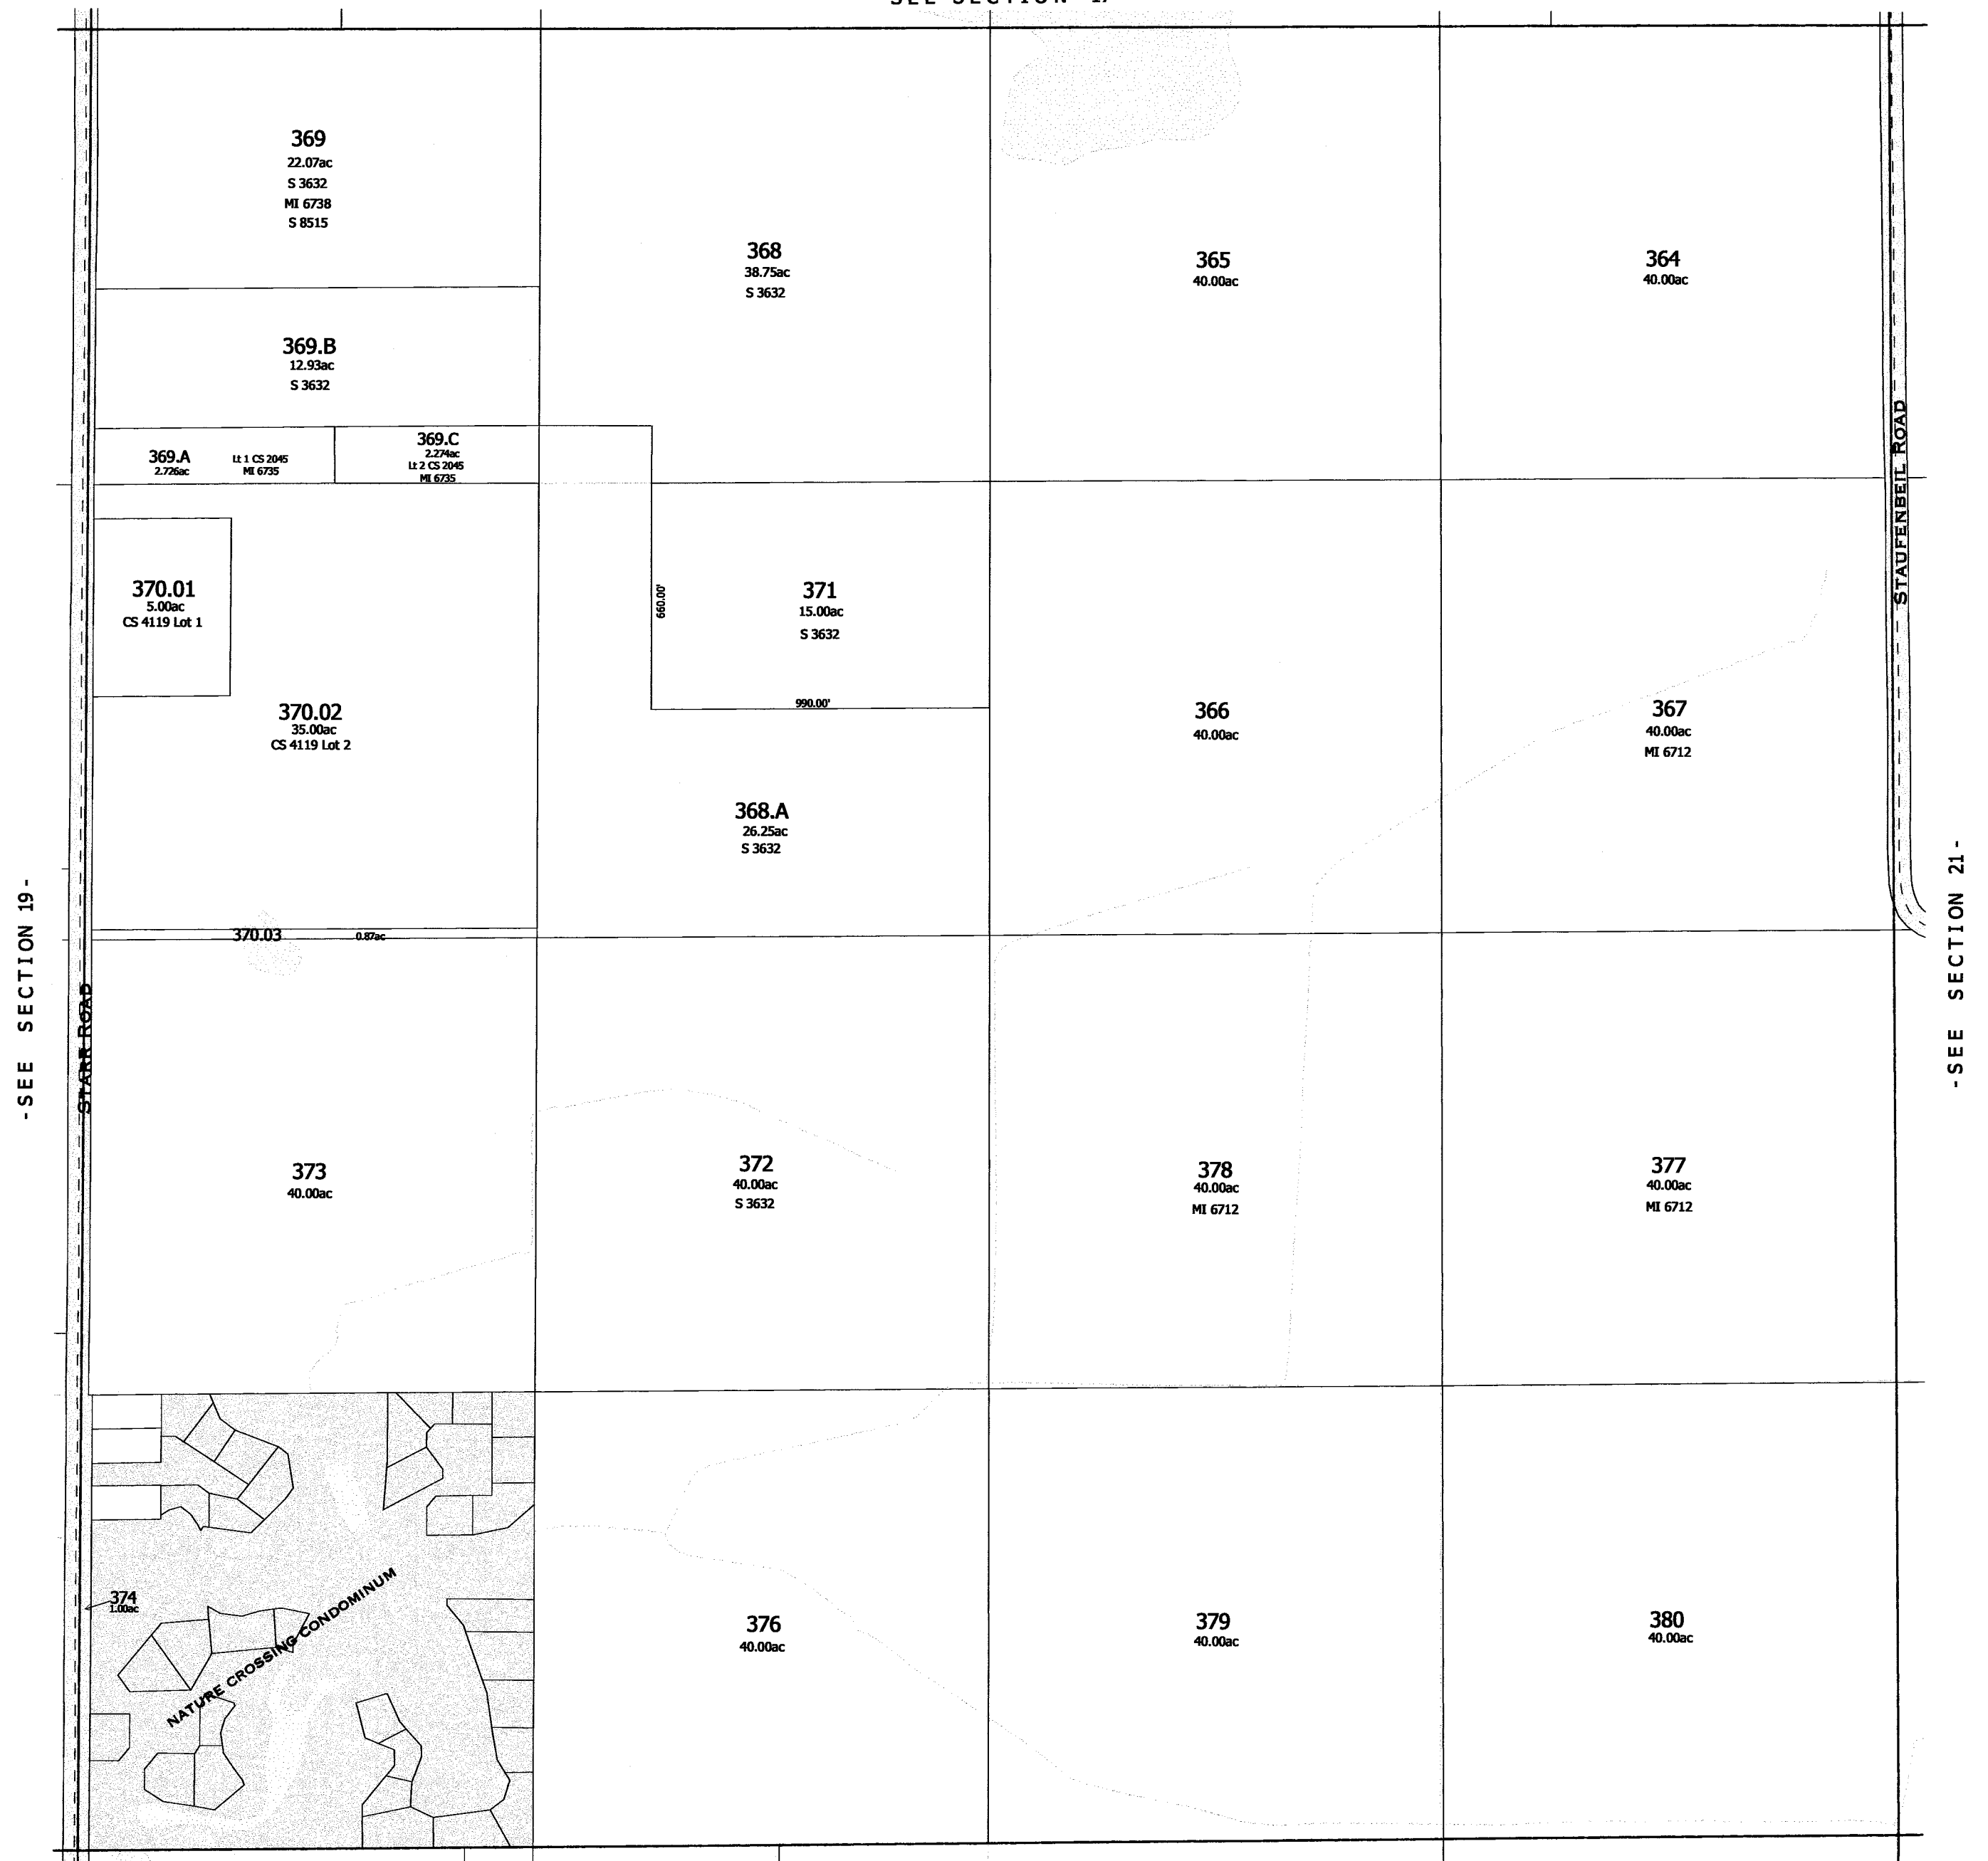 SEE SECTION 17
369
22.07ac
S 3632
MI 6738
S 8515
368
38.75ac
S 3632
365
40.00ac
364
40.00ac
369.B
12.93ac
S 3632
369.A
2.726ac
Lt 1 CS 2045
MI 6735
369.C
2.274ac
Lt 2 CS 2045
MI 6735
STAUFENBEIL ROAD
370.01
5.00ac
CS 4119 Lot 1
660.00'
371
15.00ac
S 3632
990.00'
370.02
35.00ac
CS 4119 Lot 2
366
40.00ac
367
40.00ac
MI 6712
368.A
26.25ac
S 3632
370.03
0.87ac
-SEE SECTION 19-
-SEE SECTION 21-
STARR ROAD
373
40.00ac
372
40.00ac
S 3632
378
40.00ac
MI 6712
377
40.00ac
MI 6712
374
1.00ac
NATURE CROSSING CONDOMINUM
376
40.00ac
379
40.00ac
380
40.00ac